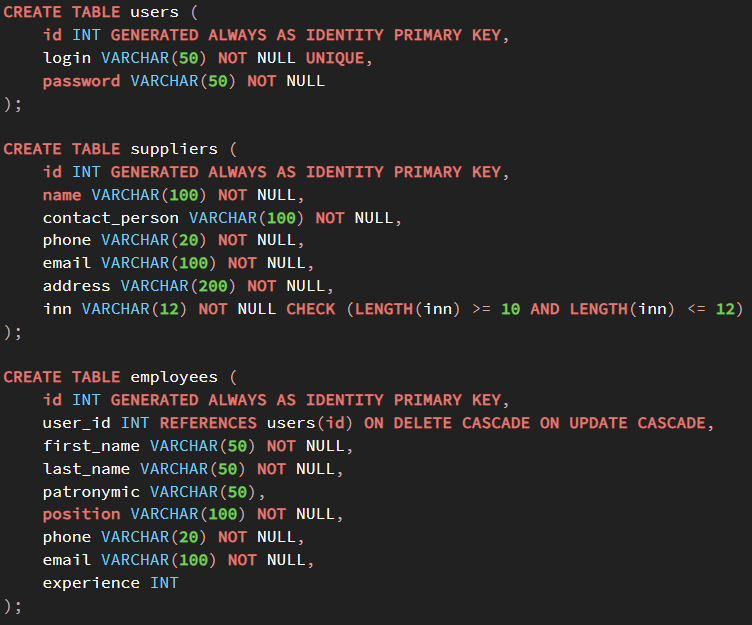 CREATE TABLE users (
    id INT GENERATED ALWAYS AS IDENTITY PRIMARY KEY,
    login VARCHAR(50) NOT NULL UNIQUE,
    password VARCHAR(50) NOT NULL
);

CREATE TABLE suppliers (
    id INT GENERATED ALWAYS AS IDENTITY PRIMARY KEY,
    name VARCHAR(100) NOT NULL,
    contact_person VARCHAR(100) NOT NULL,
    phone VARCHAR(20) NOT NULL,
    email VARCHAR(100) NOT NULL,
    address VARCHAR(200) NOT NULL,
    inn VARCHAR(12) NOT NULL CHECK (LENGTH(inn) >= 10 AND LENGTH(inn) <= 12)
);

CREATE TABLE employees (
    id INT GENERATED ALWAYS AS IDENTITY PRIMARY KEY,
    user_id INT REFERENCES users(id) ON DELETE CASCADE ON UPDATE CASCADE,
    first_name VARCHAR(50) NOT NULL,
    last_name VARCHAR(50) NOT NULL,
    patronymic VARCHAR(50),
    position VARCHAR(100) NOT NULL,
    phone VARCHAR(20) NOT NULL,
    email VARCHAR(100) NOT NULL,
    experience INT
);